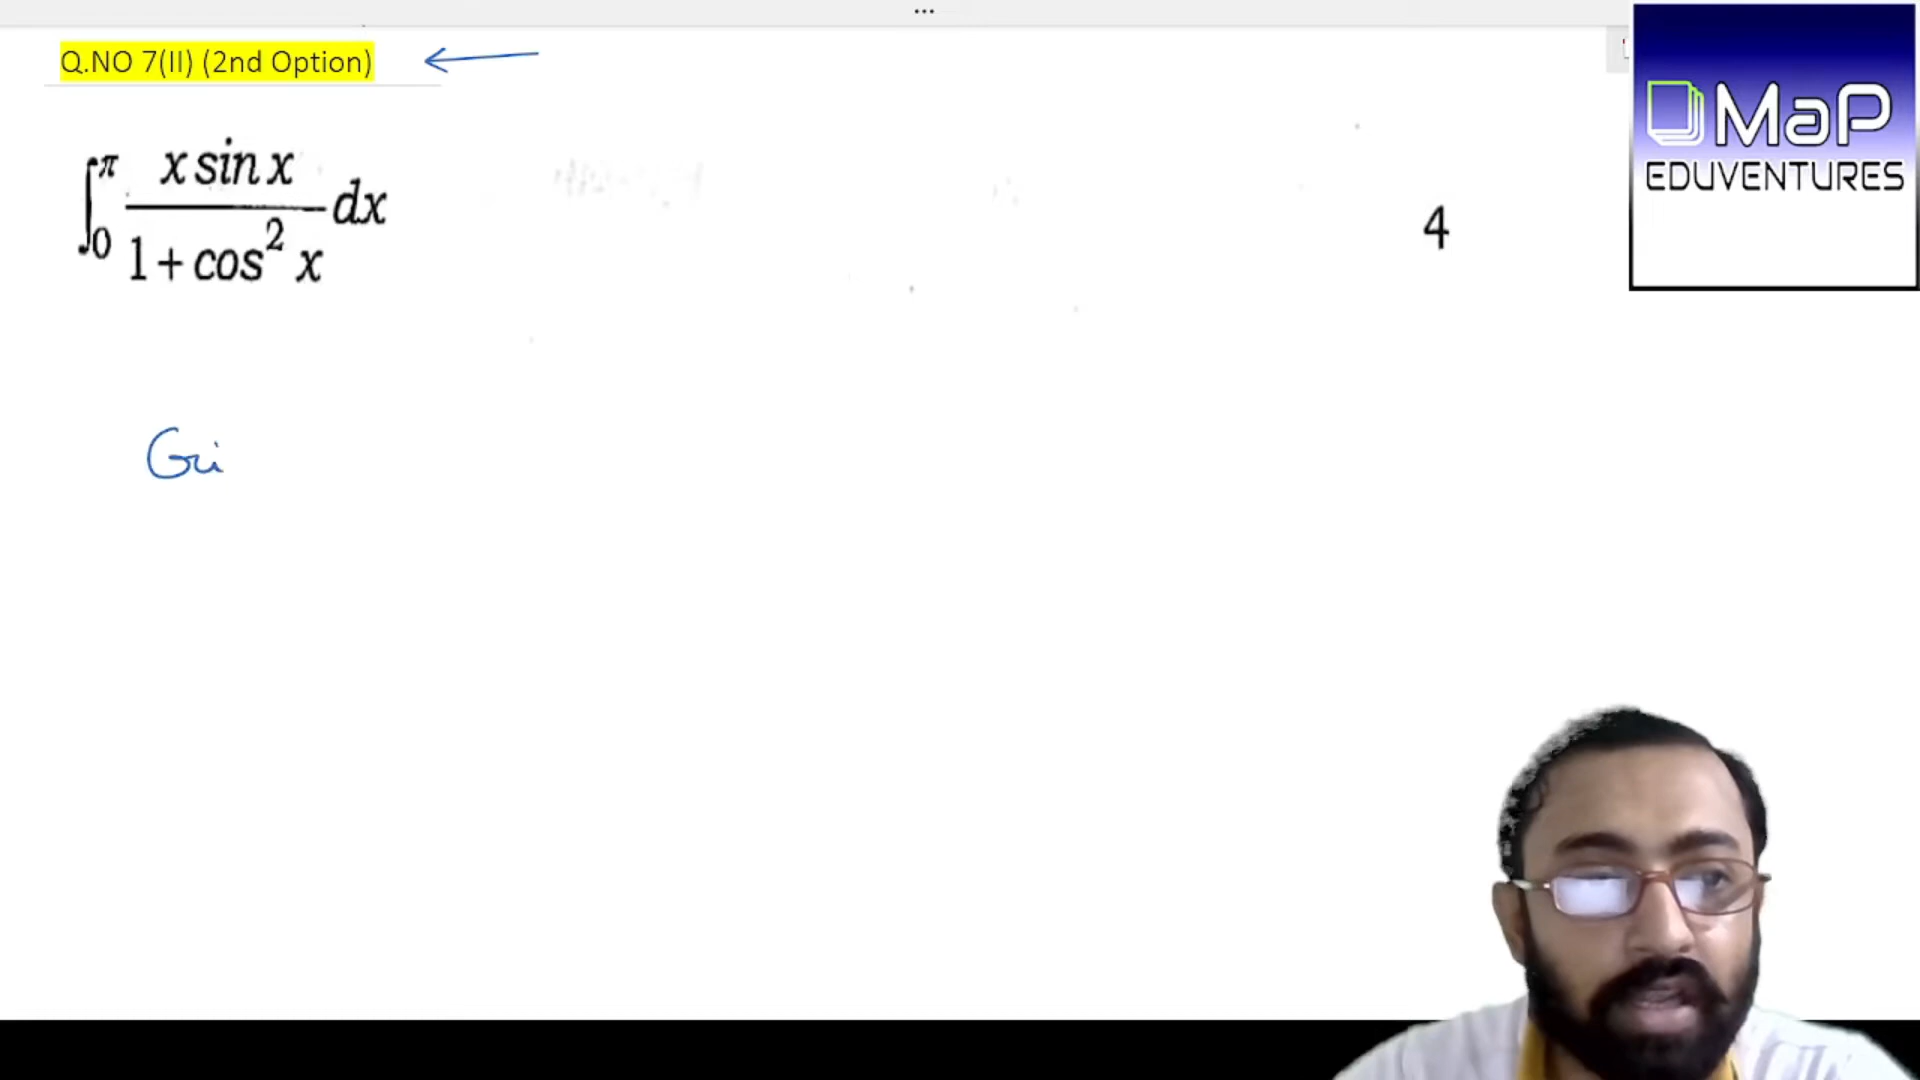 ...
Q.NO 7(II) (2nd Option)
MaP
EDUVENTURES
∫₀^π (x sin x)/(1 + cos² x) dx
4
Gi